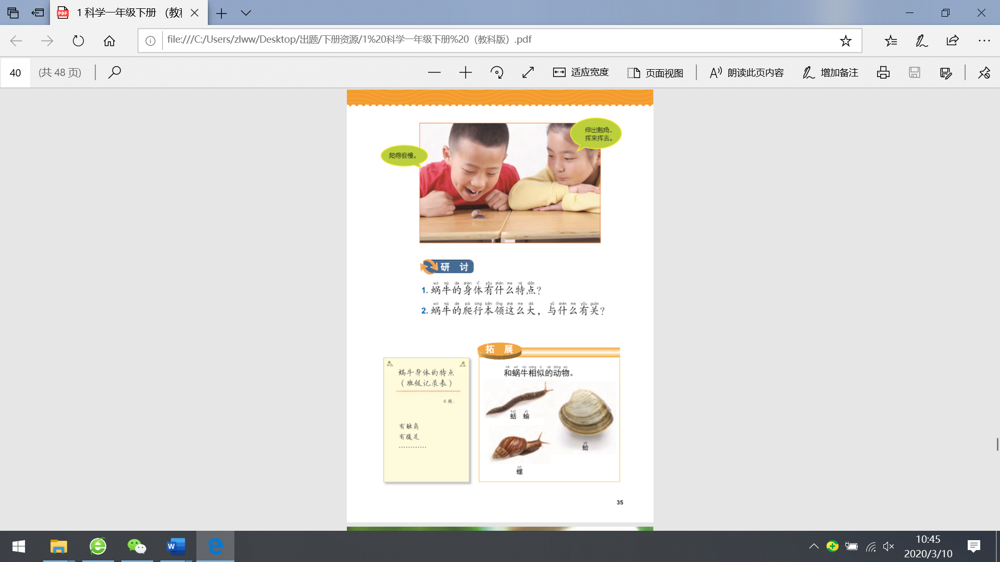 1 科学一年级下册 （教科
file:///C:/Users/zlww/Desktop/出题/下册资源/1%20科学一年级下册%20（教科版）.pdf
40 (共 48 页)
适应宽度
页面视图
朗读此页内容
增加备注
伸出触角，
挥来挥去。
爬得很慢。
研 讨
wō niú de shēn tǐ yǒu shén me tè diǎn
1. 蜗牛的身体有什么特点？
wō niú de pá xíng běn lǐng zhè me dà yǔ shén me yǒu guān
2. 蜗牛的爬行本领这么大，与什么有关？
蜗牛身体的特点
（班级记录表）
日期：
有触角
有腹足
…………
拓 展
hé wō niú xiāng sì de dòng wù
和蜗牛相似的动物。
kuò yú
蛞 蝓
gé
蛤
luó
螺
35
10:45
2020/3/10